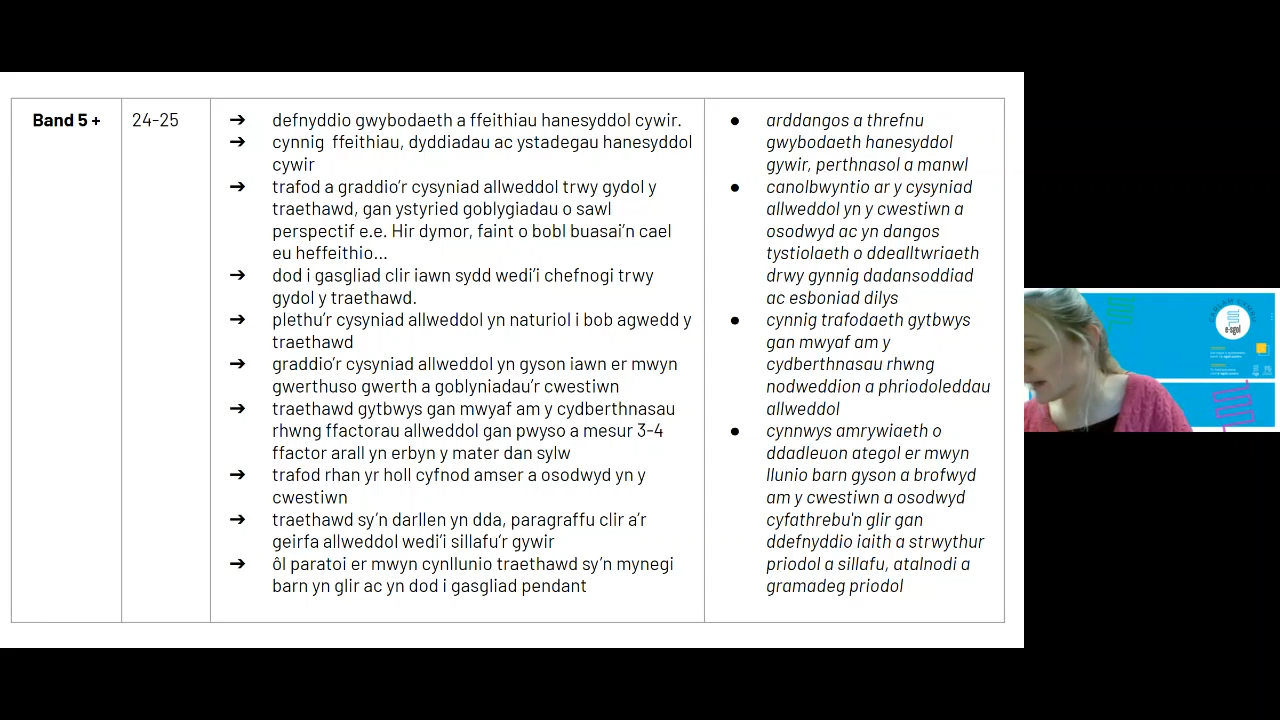 Band 5 +
24-25
➔ defnyddio gwybodaeth a ffeithiau hanesyddol cywir.
➔ cynnig ffeithiau, dyddiadau ac ystadegau hanesyddol
cywir
➔ trafod a graddio'r cysyniad allweddol trwy gydol y
traethawd, gan ystyried goblygiadau o sawl
perspectif e.e. Hir dymor, faint o bobl buasai'n cael
eu heffeithio...
➔ dod i gasgliad clir iawn sydd wedi'i chefnogi trwy
gydol y traethawd.
➔ plethu'r cysyniad allweddol yn naturiol i bob agwedd y
traethawd
➔ graddio'r cysyniad allweddol yn gyson iawn er mwyn
gwerthuso gwerth a goblyniadau'r cwestiwn
➔ traethawd gytbwys gan mwyaf am y cydberthnasau
rhwng ffactorau allweddol gan pwyso a mesur 3-4
ffactor arall yn erbyn y mater dan sylw
➔ trafod rhan yr holl cyfnod amser a osodwyd yn y
cwestiwn
➔ traethawd sy'n darllen yn dda, paragraffu clir a'r
geirfa allweddol wedi'i sillafu'r gywir
➔ ôl paratoi er mwyn cynllunio traethawd sy'n mynegi
barn yn glir ac yn dod i gasgliad pendant
● arddangos a threfnu
gwybodaeth hanesyddol
gywir, perthnasol a manwl
● canolbwyntio ar y cysyniad
allweddol yn y cwestiwn a
osodwyd ac yn dangos
tystiolaeth o ddealltwriaeth
drwy gynnig dadansoddiad
ac esboniad dilys
● cynnig trafodaeth gytbwys
gan mwyaf am y
cydberthnasau rhwng
nodweddion a phriodoleddau
allweddol
● cynnwys amrywiaeth o
ddadleuon ategol er mwyn
llunio barn gyson a brofwyd
am y cwestiwn a osodwyd
cyfathrebu'n glir gan
ddefnyddio iaith a strwythur
priodol a sillafu, atalnodi a
gramadeg priodol
e-sgol